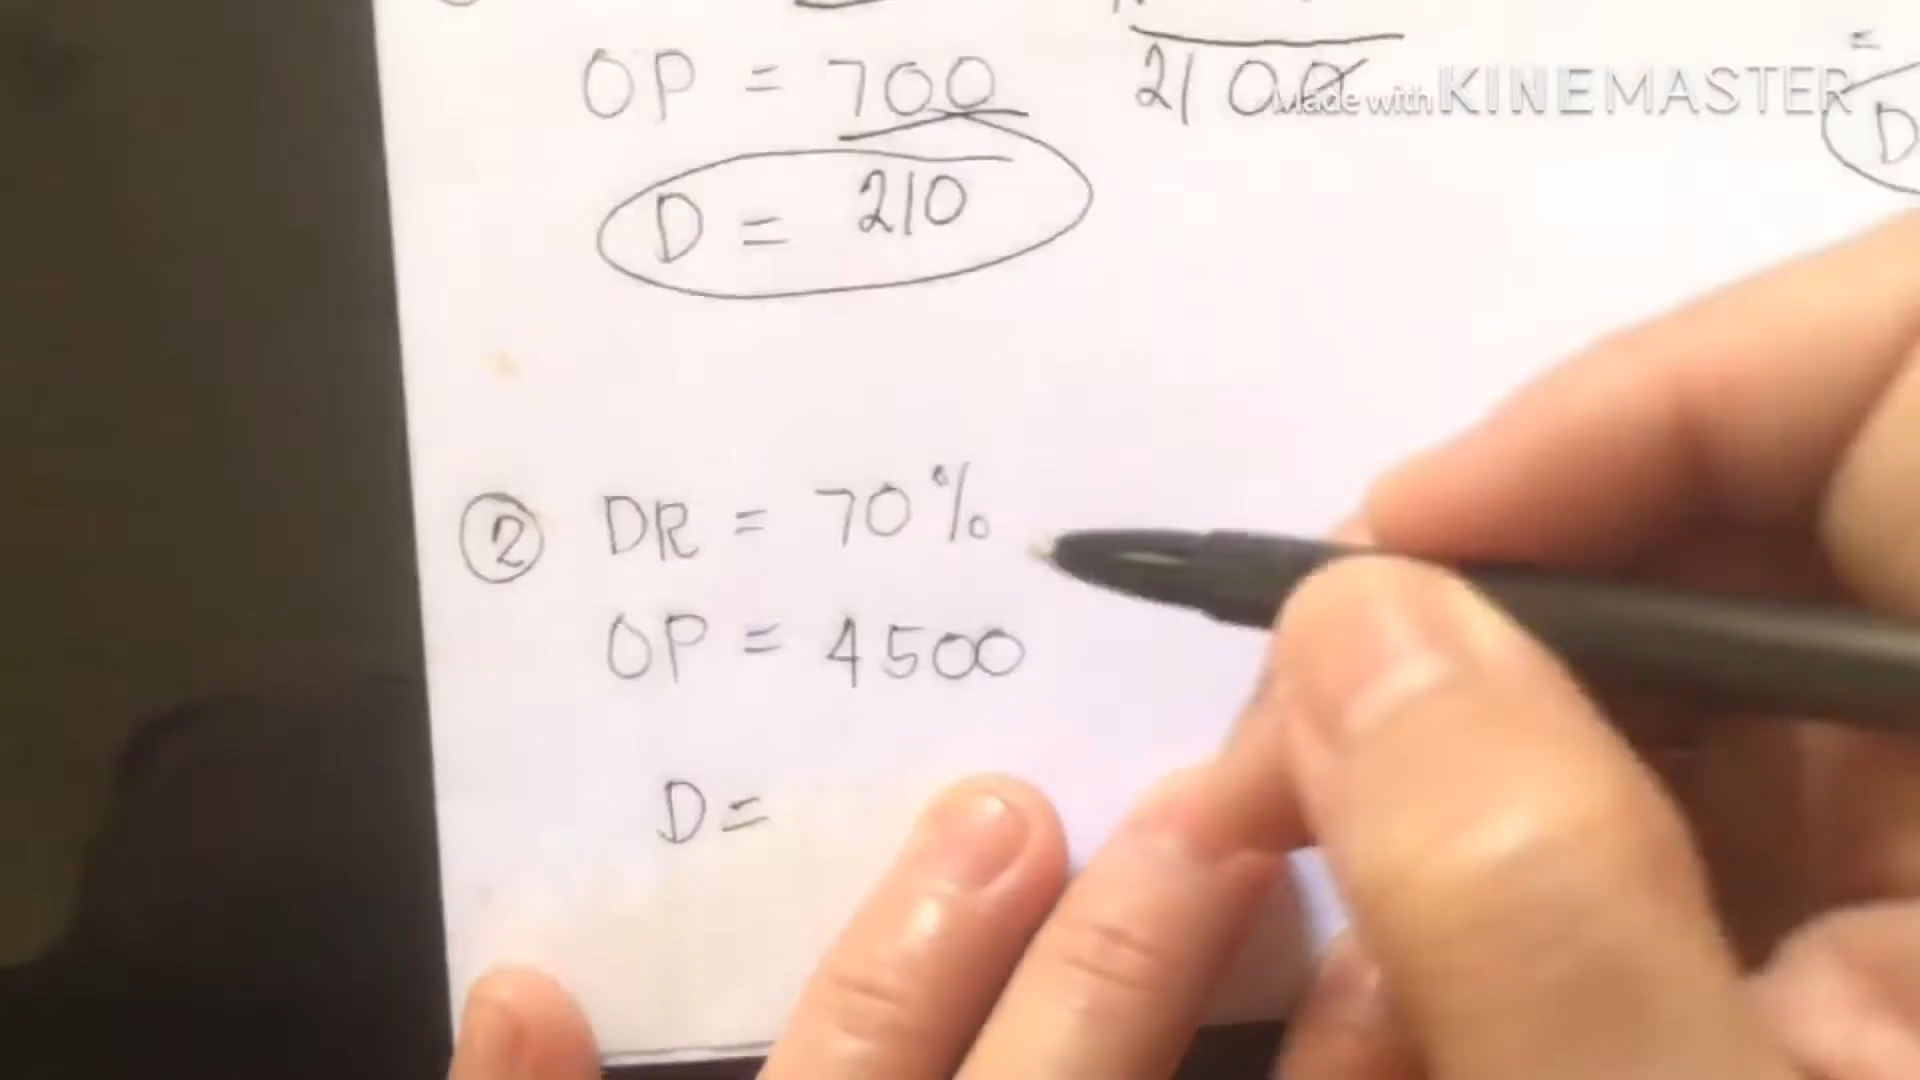 OP = 700 2100
Made with KINEMASTER
D = 210
D
② DR = 70%
OP = 4500
D =